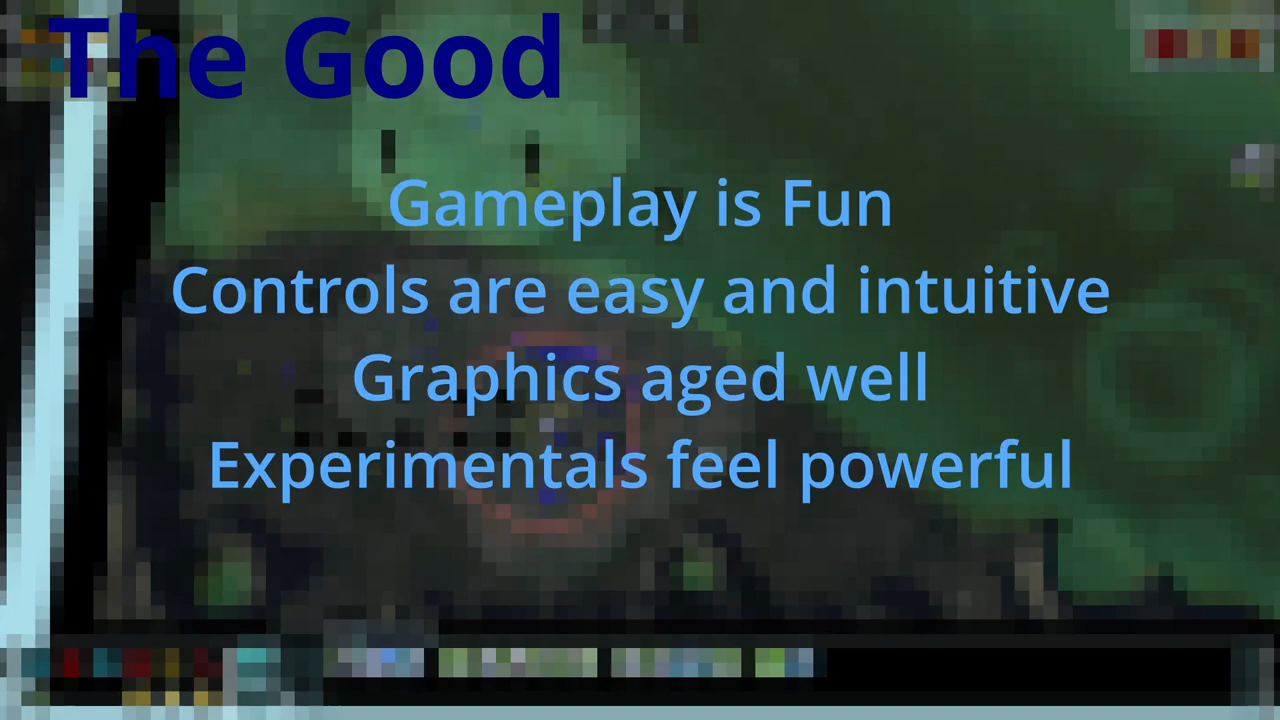 The Good
Gameplay is Fun
Controls are easy and intuitive
Graphics aged well
Experimentals feel powerful